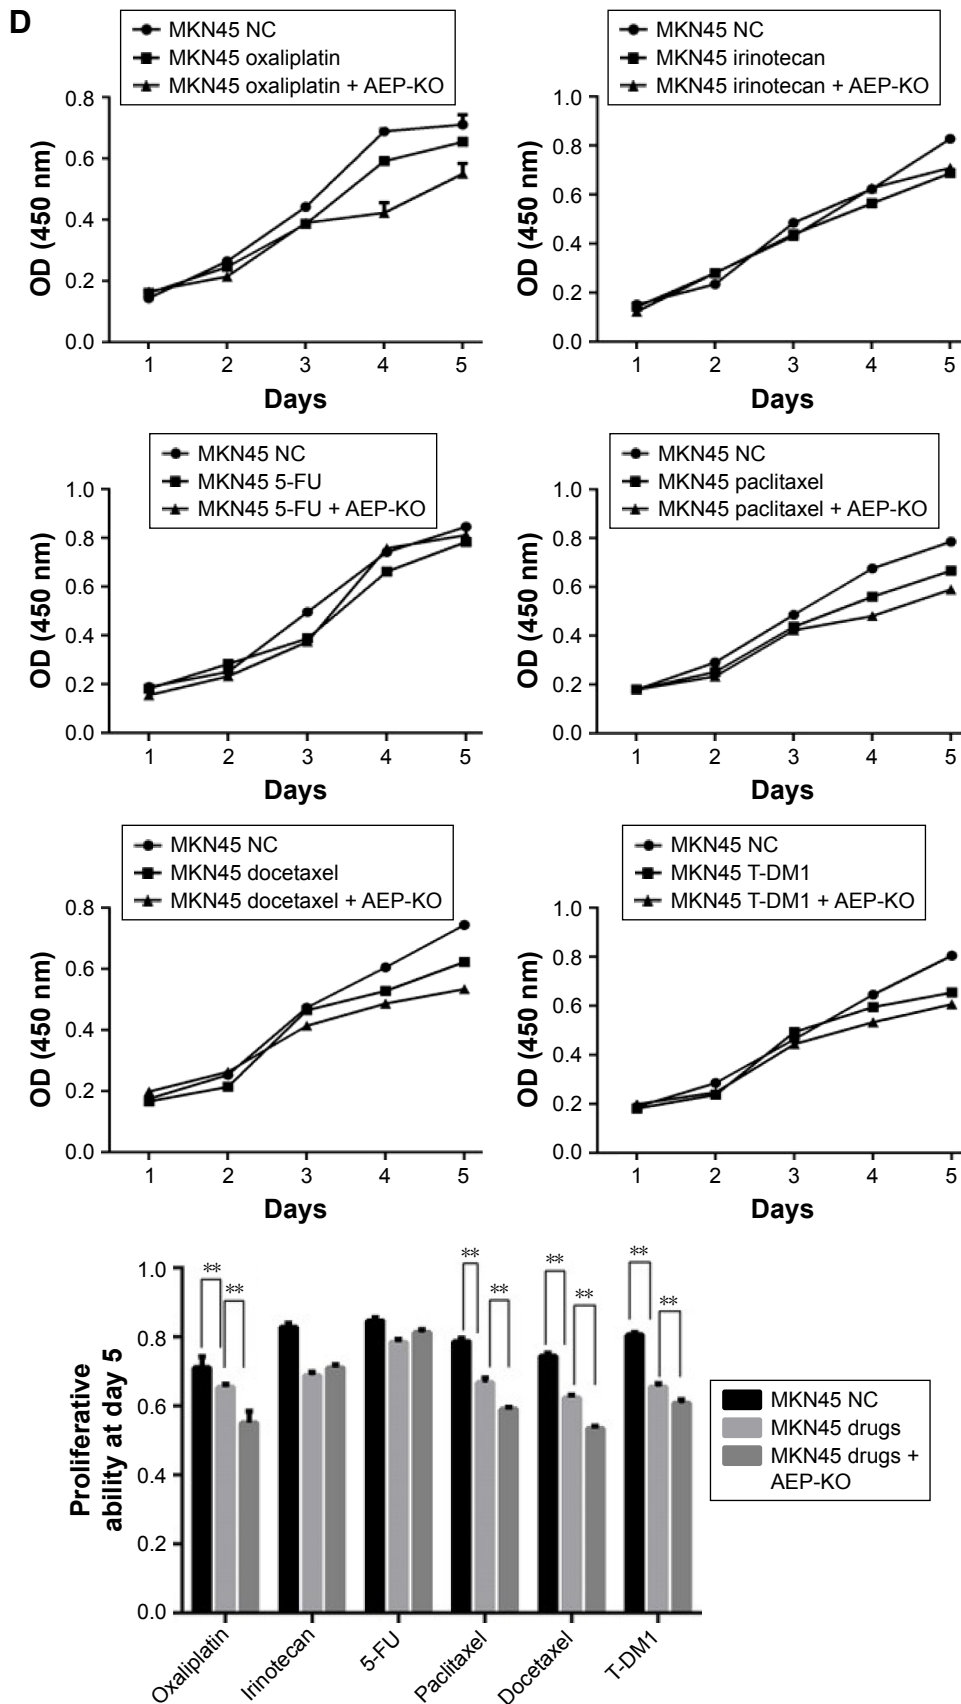 D
MKN45 NC
MKN45 oxaliplatin
MKN45 oxaliplatin + AEP-KO
0.8
0.6
0.4
0.2
0.0
OD (450 nm)
1 2 3 4 5
Days
MKN45 NC
MKN45 irinotecan
MKN45 irinotecan + AEP-KO
1.0
0.8
0.6
0.4
0.2
0.0
OD (450 nm)
1 2 3 4 5
Days
MKN45 NC
MKN45 5-FU
MKN45 5-FU + AEP-KO
1.0
0.8
0.6
0.4
0.2
0.0
OD (450 nm)
1 2 3 4 5
Days
MKN45 NC
MKN45 paclitaxel
MKN45 paclitaxel + AEP-KO
1.0
0.8
0.6
0.4
0.2
0.0
OD (450 nm)
1 2 3 4 5
Days
MKN45 NC
MKN45 docetaxel
MKN45 docetaxel + AEP-KO
0.8
0.6
0.4
0.2
0.0
OD (450 nm)
1 2 3 4 5
Days
MKN45 NC
MKN45 T-DM1
MKN45 T-DM1 + AEP-KO
1.0
0.8
0.6
0.4
0.2
0.0
OD (450 nm)
1 2 3 4 5
Days
1.0
0.8
0.6
0.4
0.2
0.0
Proliferative
ability at day 5
** ** ** ** ** ** ** **
Oxaliplatin Irinotecan 5-FU Paclitaxel Docetaxel T-DM1
MKN45 NC
MKN45 drugs
MKN45 drugs +
AEP-KO